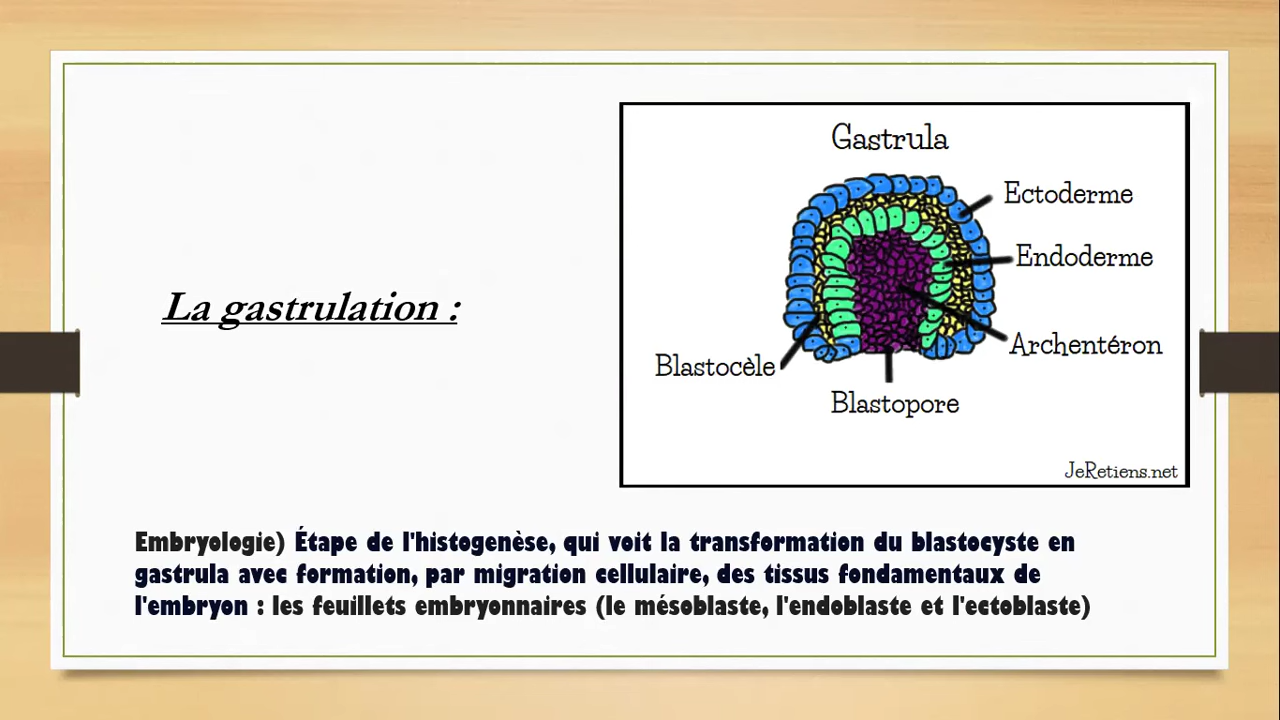 La gastrulation :
Gastrula
Ectoderme
Endoderme
Archentéron
Blastocèle
Blastopore
JeRetiens.net
Embryologie) Étape de l'histogenèse, qui voit la transformation du blastocyste en
gastrula avec formation, par migration cellulaire, des tissus fondamentaux de
l'embryon : les feuillets embryonnaires (le mésoblaste, l'endoblaste et l'ectoblaste)